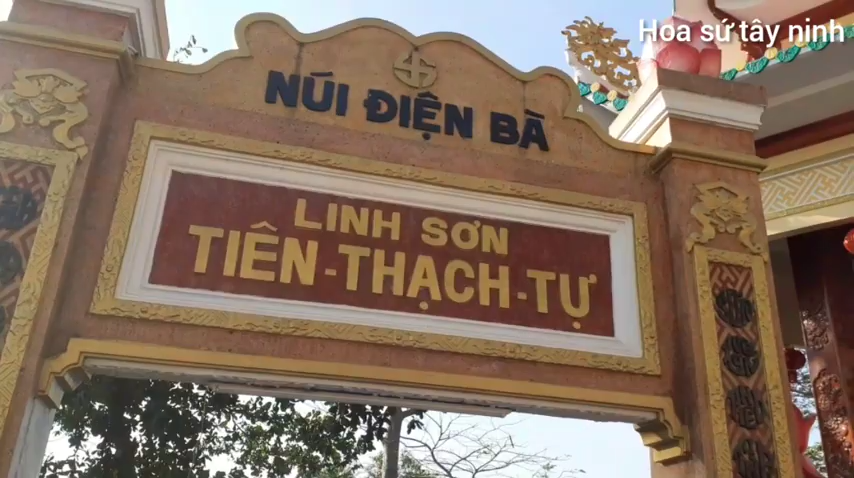 Hoa sứ tây ninh
NÚI ĐIỆN BÀ
LINH SƠN
TIÊN-THẠCH-TỰ